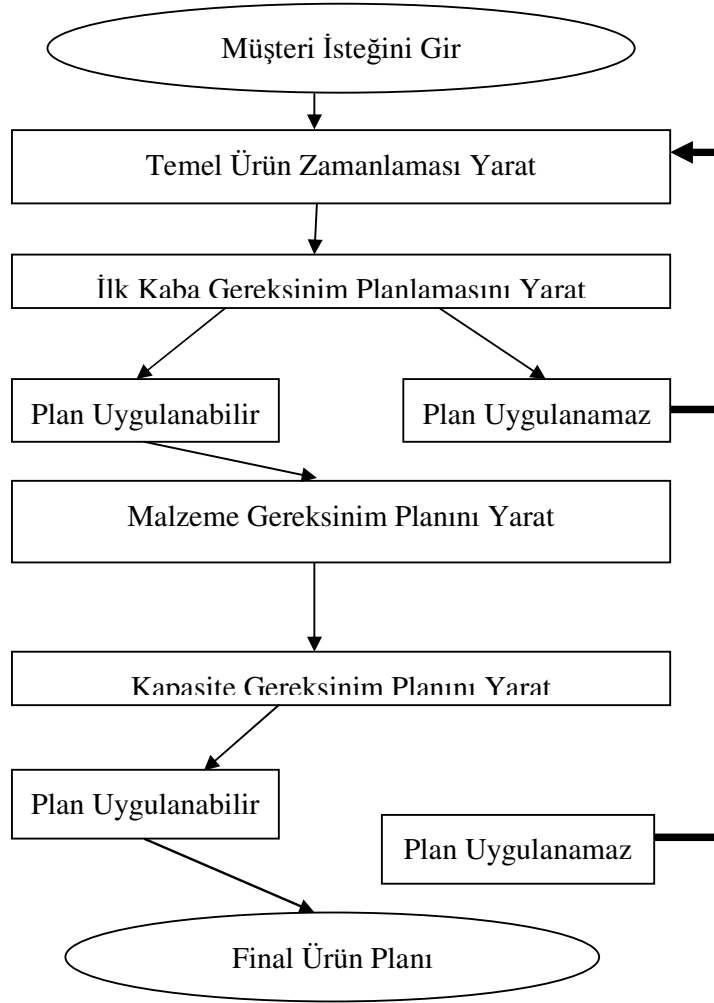 Müşteri İsteğini Gir
Temel Ürün Zamanlaması Yarat
İlk Kaba Gereksinim Planlamasını Yarat
Plan Uygulanabilir
Plan Uygulanamaz
Malzeme Gereksinim Planını Yarat
Kapasite Gereksinim Planını Yarat
Plan Uygulanabilir
Plan Uygulanamaz
Final Ürün Planı